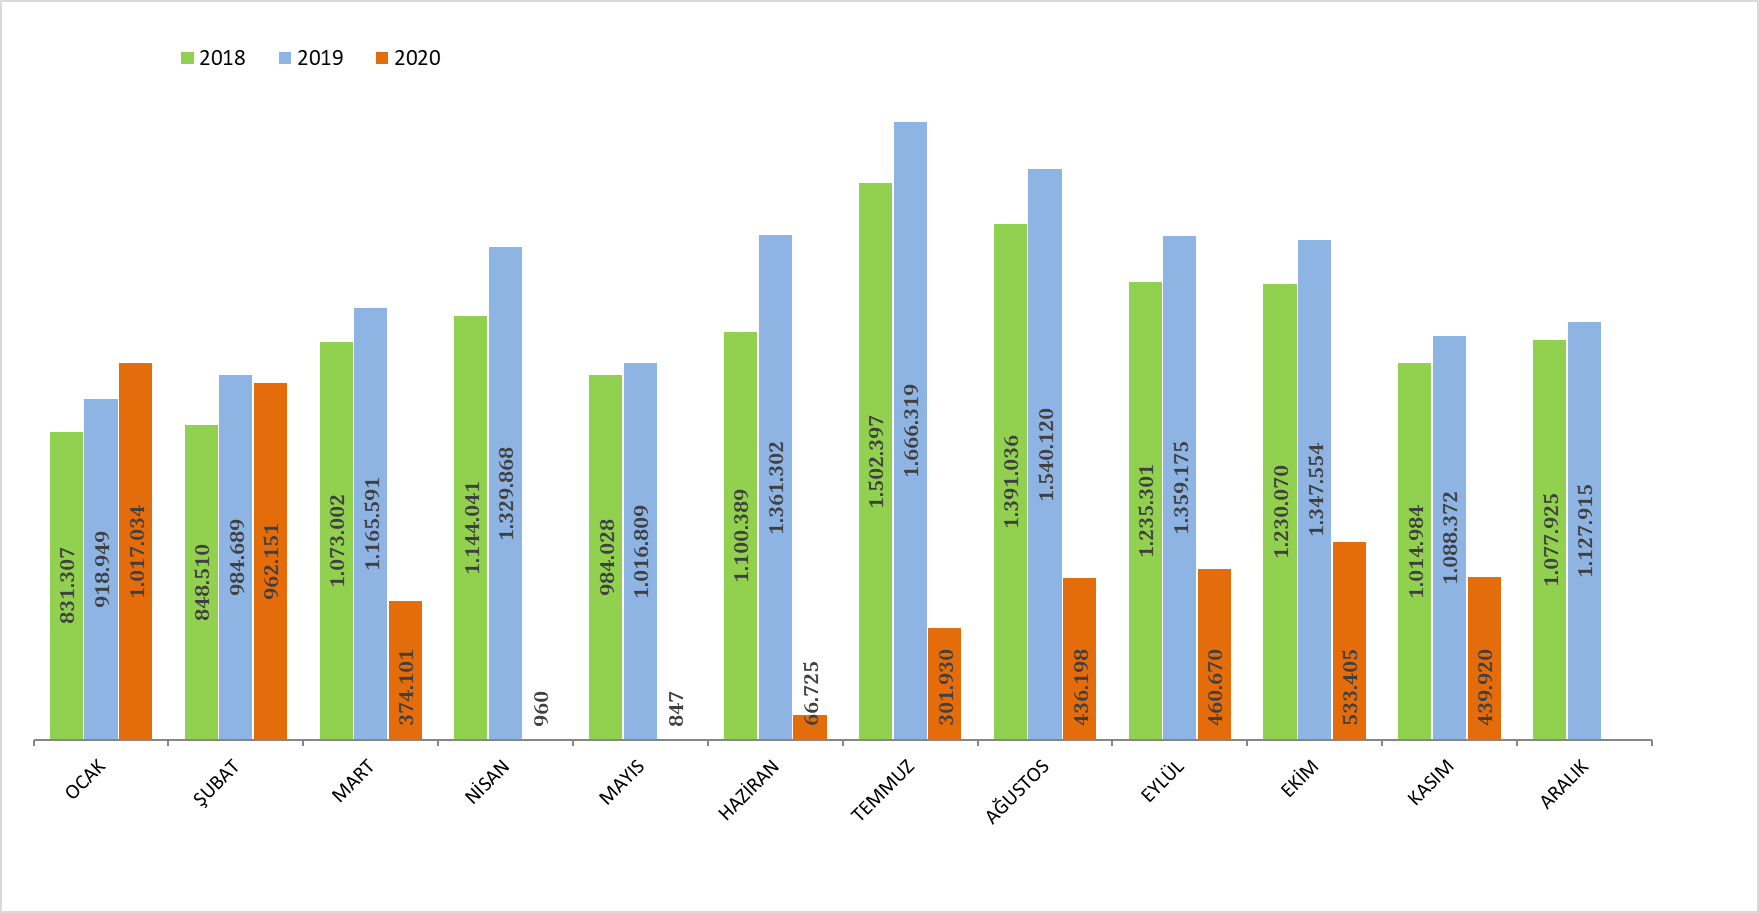 2018 2019 2020
831.307 918.949 1.017.034
848.510 984.689 962.151
1.073.002 1.165.591 374.101
1.144.041 1.329.868 960
984.028 1.016.809 847
1.100.389 1.361.302 66.725
1.502.397 1.666.319 301.930
1.391.036 1.540.120 436.198
1.235.301 1.359.175 460.670
1.230.070 1.347.554 533.405
1.014.984 1.088.372 439.920
1.077.925 1.127.915
OCAK
ŞUBAT
MART
NİSAN
MAYIS
HAZİRAN
TEMMUZ
AĞUSTOS
EYLÜL
EKİM
KASIM
ARALIK